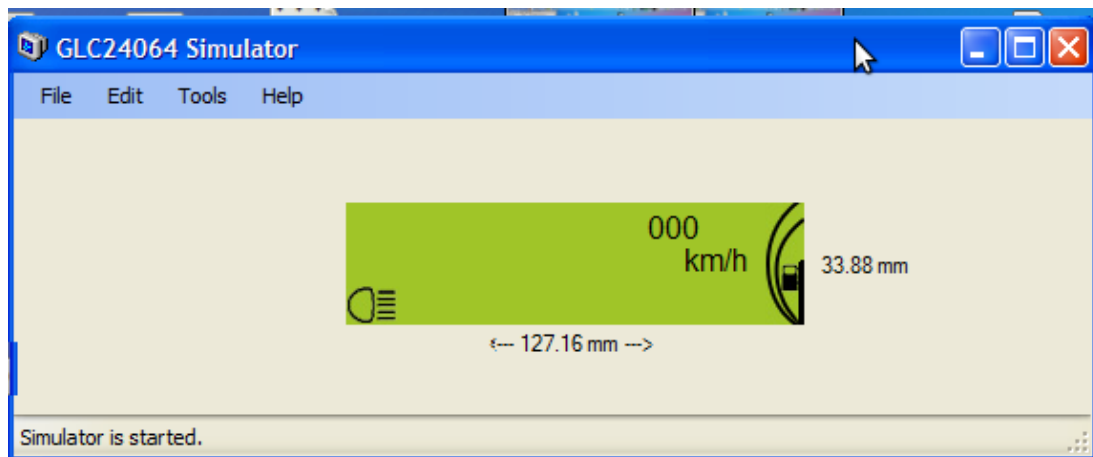 GLC24064 Simulator
File Edit Tools Help
000
km/h
33.88 mm
<--- 127.16 mm --->
Simulator is started.